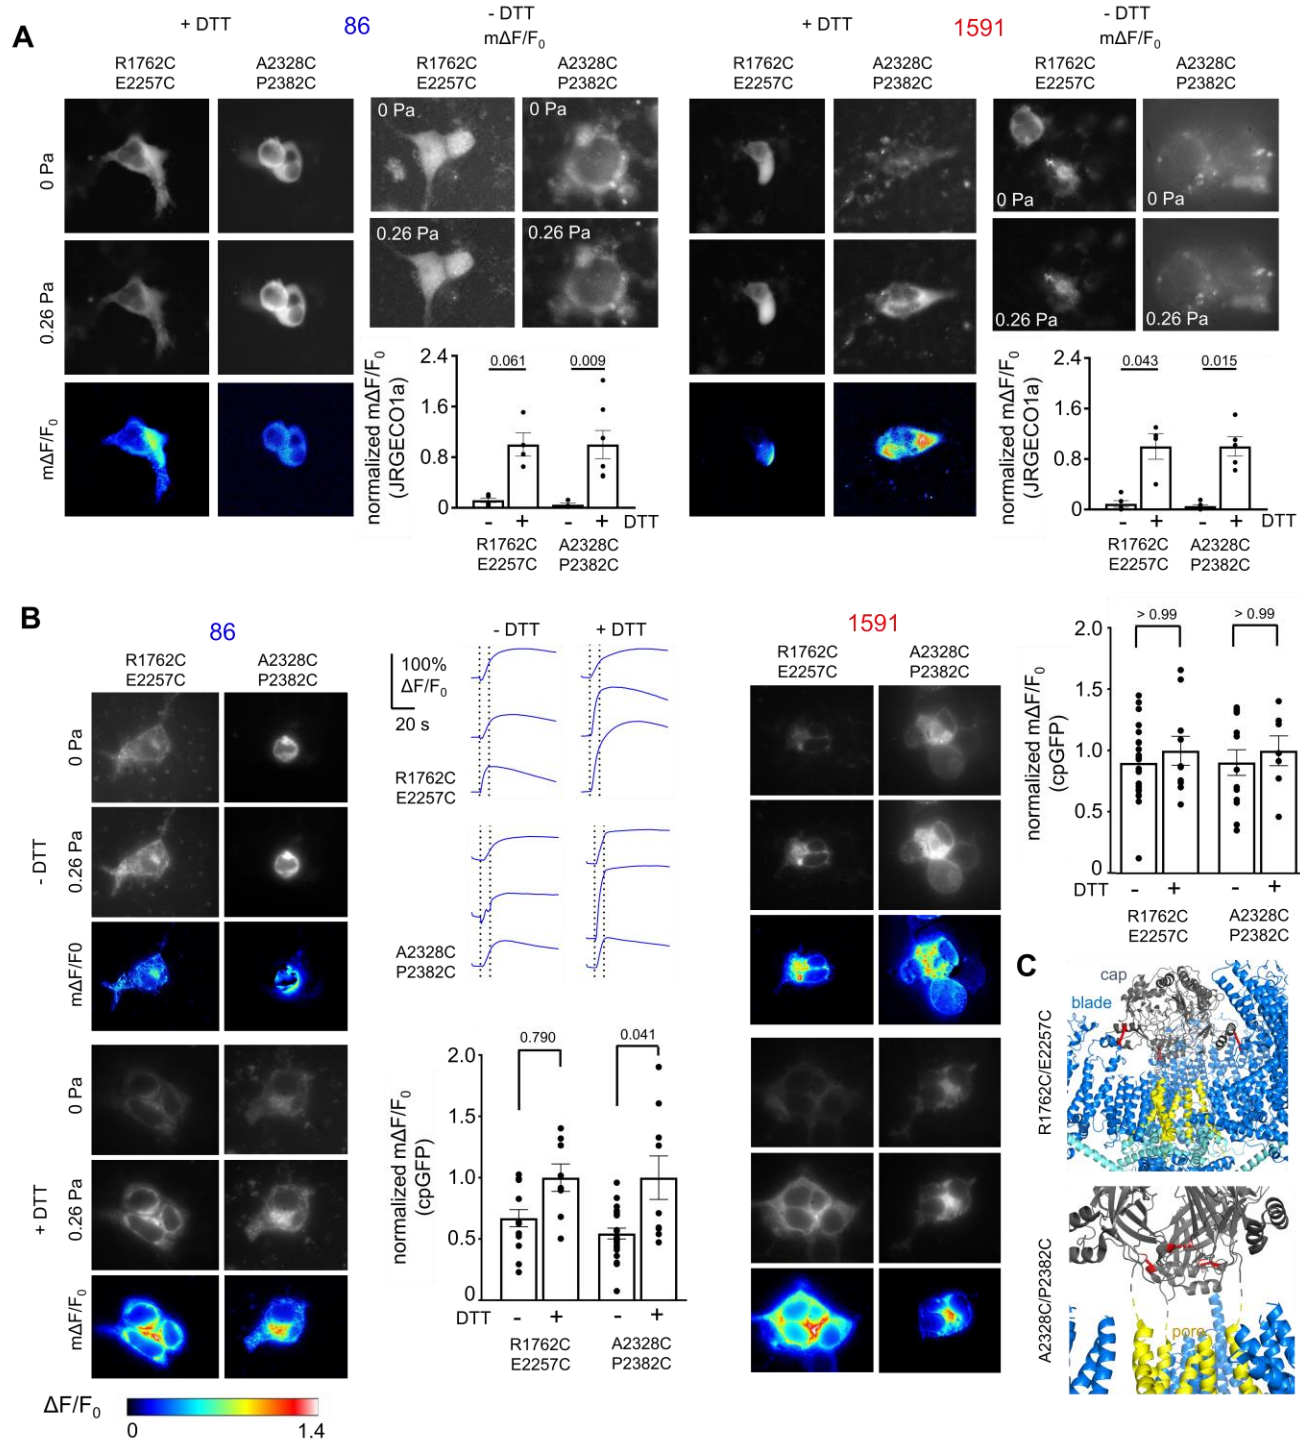 A
+ DTT
86
- DTT
mΔF/F0
+ DTT
1591
- DTT
mΔF/F0
R1762C
E2257C
A2328C
P2382C
R1762C
E2257C
A2328C
P2382C
R1762C
E2257C
A2328C
P2382C
R1762C
E2257C
A2328C
P2382C
0 Pa
0 Pa
0 Pa
0 Pa
0 Pa
0.26 Pa
0.26 Pa
0.26 Pa
0.26 Pa
0.26 Pa
mΔF/F0
normalized mΔF/F0
(JRGECO1a)
2.4
1.6
0.8
0
0.061
0.009
- + - + DTT
R1762C
E2257C
A2328C
P2382C
normalized mΔF/F0
(JRGECO1a)
2.4
1.6
0.8
0
0.043
0.015
- + - + DTT
R1762C
E2257C
A2328C
P2382C
B
86
R1762C
E2257C
A2328C
P2382C
- DTT
0 Pa
0.26 Pa
mΔF/F0
+ DTT
0 Pa
0.26 Pa
mΔF/F0
ΔF/F0
0
1.4
- DTT
+ DTT
100%
ΔF/F0
20 s
R1762C
E2257C
A2328C
P2382C
normalized mΔF/F0
(cpGFP)
2.0
1.5
1.0
0.5
0
0.790
0.041
DTT - + - +
R1762C
E2257C
A2328C
P2382C
1591
R1762C
E2257C
A2328C
P2382C
normalized mΔF/F0
(cpGFP)
2.0
1.5
1.0
0.5
0
> 0.99
> 0.99
DTT - + - +
R1762C
E2257C
A2328C
P2382C
C
cap
blade
R1762C/E2257C
pore
A2328C/P2382C